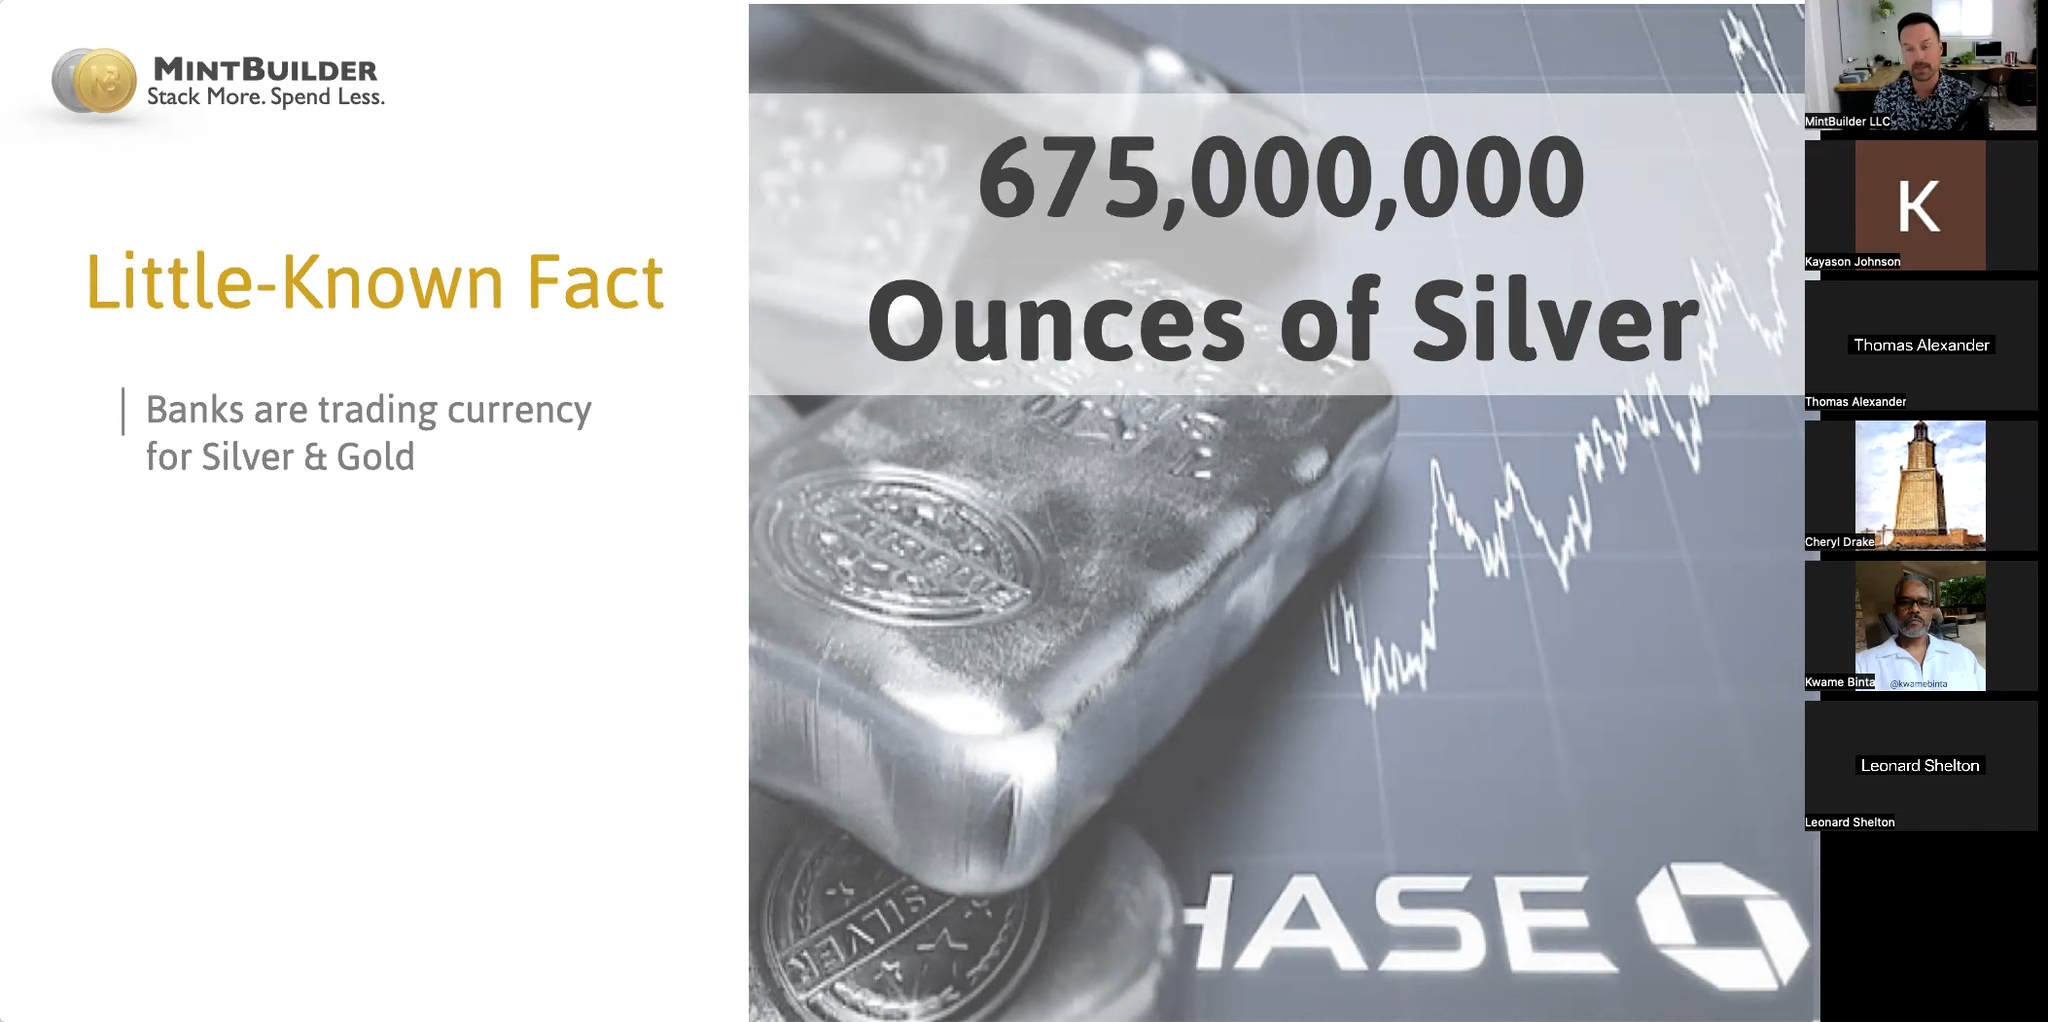 MINTBUILDER
Stack More. Spend Less.
Little-Known Fact
Banks are trading currency
for Silver & Gold
675,000,000
Ounces of Silver
SILVER
HASE
MintBuilder LLC
K
Kayason Johnson
Thomas Alexander
Thomas Alexander
Cheryl Drake
@kwamebinta
Kwame Binta
Leonard Shelton
Leonard Shelton